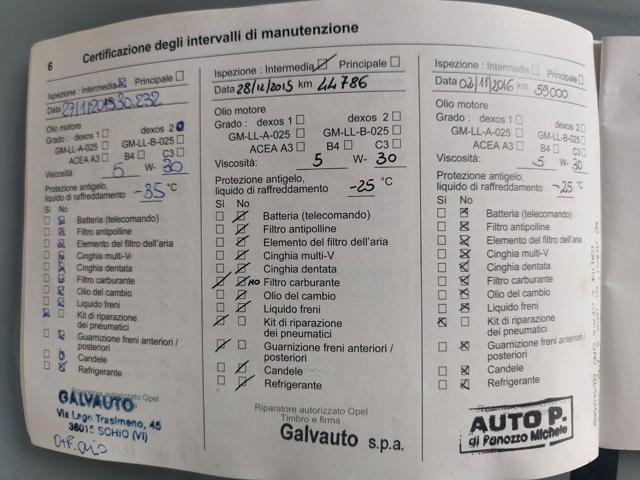 6 Certificazione degli intervalli di manutenzione
Ispezione : Intermedia Principale
Data 30.232
Olio motore
Grado : dexos 1 dexos 2
GM-LL-A-025 GM-LL-B-025
ACEA A3 B4 C3
Viscosità: 5 W- 30
Protezione antigelo,
liquido di raffreddamento -35 °C
Sì No
Batteria (telecomando)
Filtro antipolline
Elemento del filtro dell'aria
Cinghia multi-V
Cinghia dentata
Filtro carburante
Olio del cambio
Liquido freni
Kit di riparazione
dei pneumatici
Guarnizione freni anteriori /
posteriori
Candele
Refrigerante
Riparatore autorizzato Opel
GALVAUTO
Via Lago Trasimeno, 45
36015 SCHIO (VI)
Ispezione : Intermedia Principale
Data 28/12/2015 km 44786
Olio motore
Grado : dexos 1 dexos 2
GM-LL-A-025 GM-LL-B-025
ACEA A3 B4 C3
Viscosità: 5 W- 30
Protezione antigelo,
liquido di raffreddamento -25 °C
Sì No
Batteria (telecomando)
Filtro antipolline
Elemento del filtro dell'aria
Cinghia multi-V
Cinghia dentata
NO Filtro carburante
Olio del cambio
Liquido freni
Kit di riparazione
dei pneumatici
Guarnizione freni anteriori /
posteriori
Candele
Refrigerante
Riparatore autorizzato Opel
Timbro e firma
Galvauto s.p.a.
Ispezione : Intermedia Principale
Data 02/11/2016 km 59000
Olio motore
Grado : dexos 1 dexos 2
GM-LL-A-025 GM-LL-B-025
ACEA A3 B4 C3
Viscosità: 5 W- 30
Protezione antigelo,
liquido di raffreddamento -25 °C
Sì No
Batteria (telecomando)
Filtro antipolline
Elemento del filtro dell'aria
Cinghia multi-V
Cinghia dentata
Filtro carburante
Olio del cambio
Liquido freni
Kit di riparazione
dei pneumatici
Guarnizione freni anteriori /
posteriori
Candele
Refrigerante
AUTO P.
di Panozzo Michele